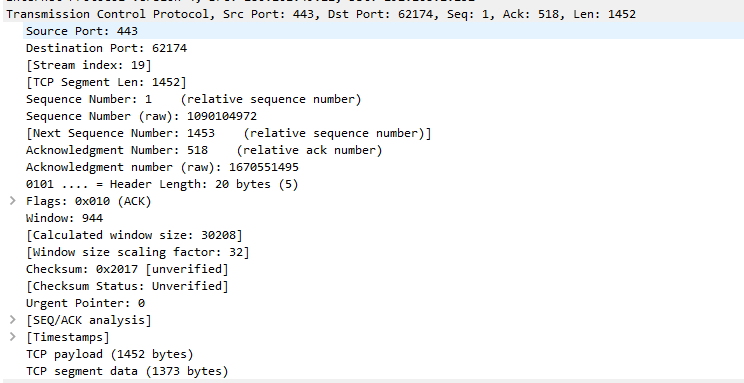 Transmission Control Protocol, Src Port: 443, Dst Port: 62174, Seq: 1, Ack: 518, Len: 1452
Source Port: 443
Destination Port: 62174
[Stream index: 19]
[TCP Segment Len: 1452]
Sequence Number: 1    (relative sequence number)
Sequence Number (raw): 1090104972
[Next Sequence Number: 1453    (relative sequence number)]
Acknowledgment Number: 518    (relative ack number)
Acknowledgment number (raw): 1670551495
0101 .... = Header Length: 20 bytes (5)
Flags: 0x010 (ACK)
Window: 944
[Calculated window size: 30208]
[Window size scaling factor: 32]
Checksum: 0x2017 [unverified]
[Checksum Status: Unverified]
Urgent Pointer: 0
[SEQ/ACK analysis]
[Timestamps]
TCP payload (1452 bytes)
TCP segment data (1373 bytes)